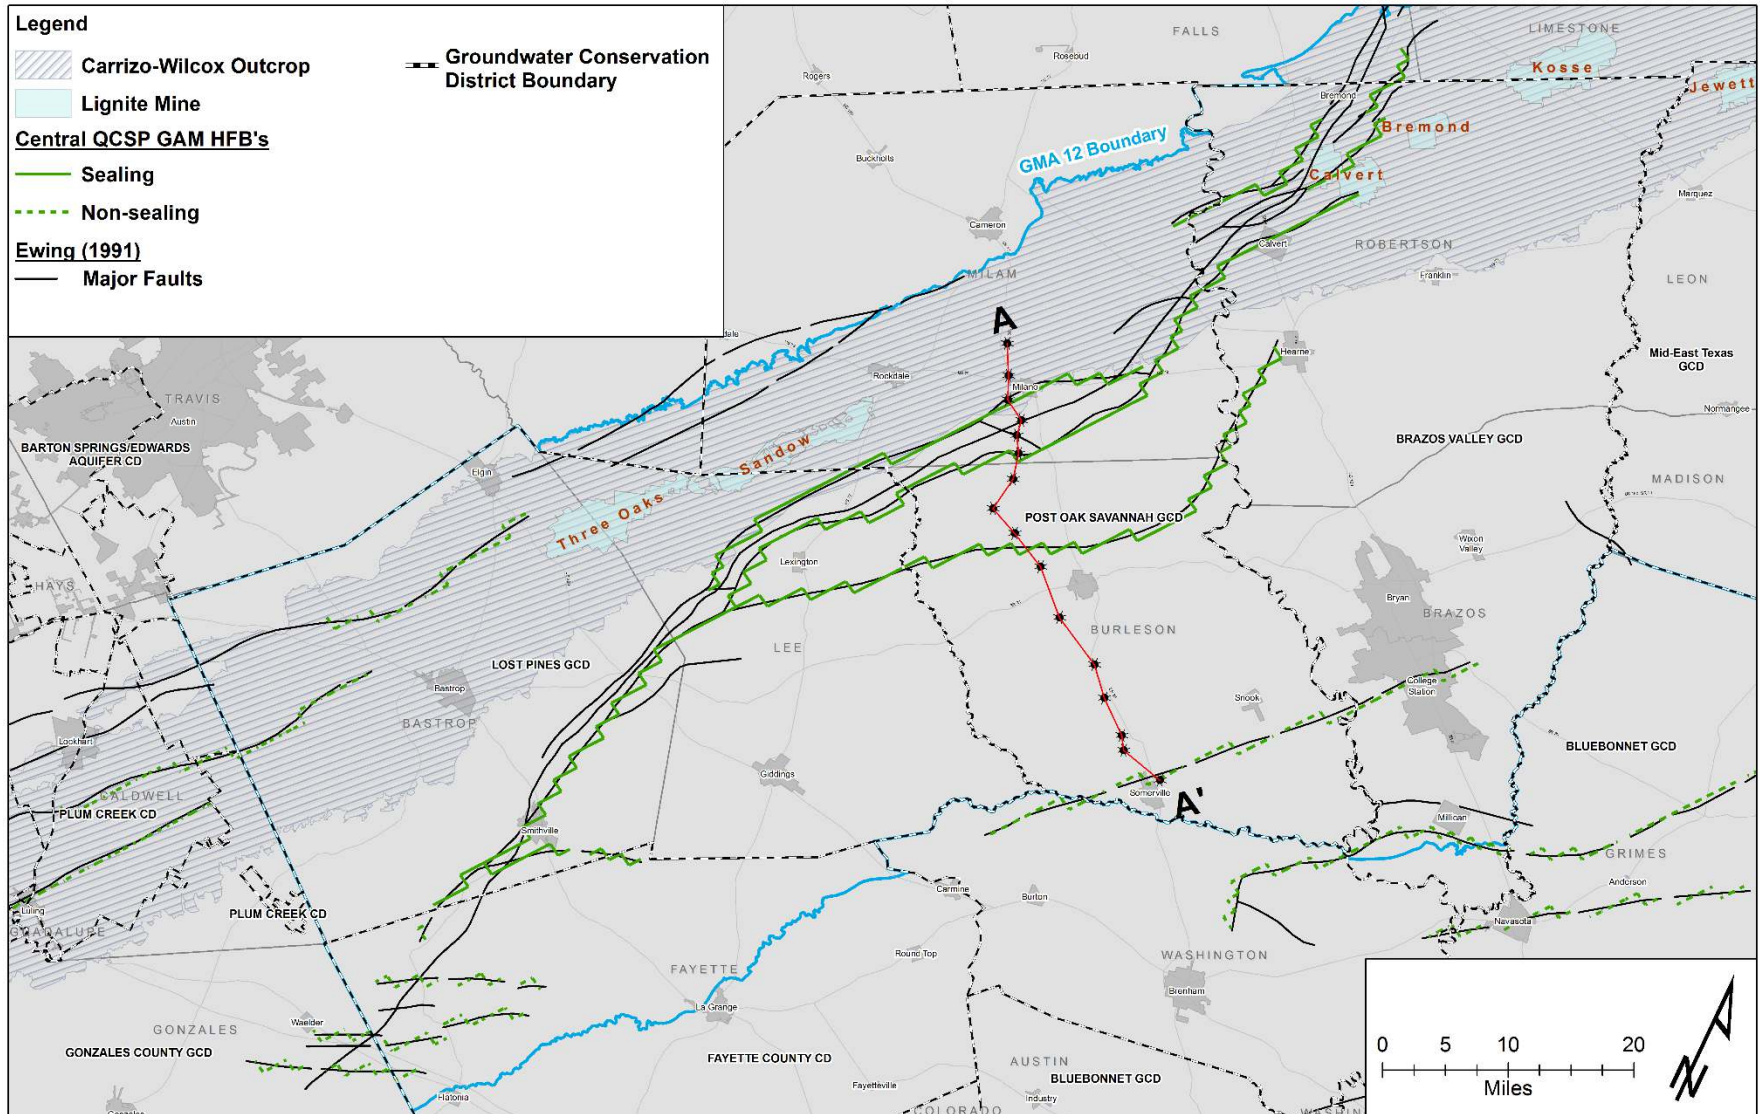 Legend
Carrizo-Wilcox Outcrop
Lignite Mine
Central QCSP GAM HFB's
Sealing
Non-sealing
Ewing (1991)
Major Faults
Groundwater Conservation
District Boundary
FALLS
LIMESTONE
Rosebud
Rogers
Kosse
Jewett
Bremond
Bremond
Buckholts
GMA 12 Boundary
Calvert
Marquez
Cameron
Calvert
ROBERTSON
Franklin
LEON
MILAM
A
Hearne
Mid-East Texas
GCD
Rockdale
Milano
Normangee
TRAVIS
Austin
BARTON SPRINGS/EDWARDS
AQUIFER CD
BRAZOS VALLEY GCD
Elgin
Sandow
MADISON
Three Oaks
POST OAK SAVANNAH GCD
Wixon
Valley
Lexington
HAYS
Bryan
BRAZOS
BURLESON
LEE
LOST PINES GCD
Bastrop
College
Station
Snook
BASTROP
Lockhart
BLUEBONNET GCD
Giddings
CALDWELL
PLUM CREEK CD
Somerville
A'
Millican
Smithville
GRIMES
Anderson
Carmine
Burton
Luling
PLUM CREEK CD
GUADALUPE
Navasota
Round Top
WASHINGTON
FAYETTE
Brenham
La Grange
Waelder
GONZALES
GONZALES COUNTY GCD
FAYETTE COUNTY CD
AUSTIN
BLUEBONNET GCD
Fayetteville
Flatonia
Industry
COLORADO
0 5 10 20
Miles
N